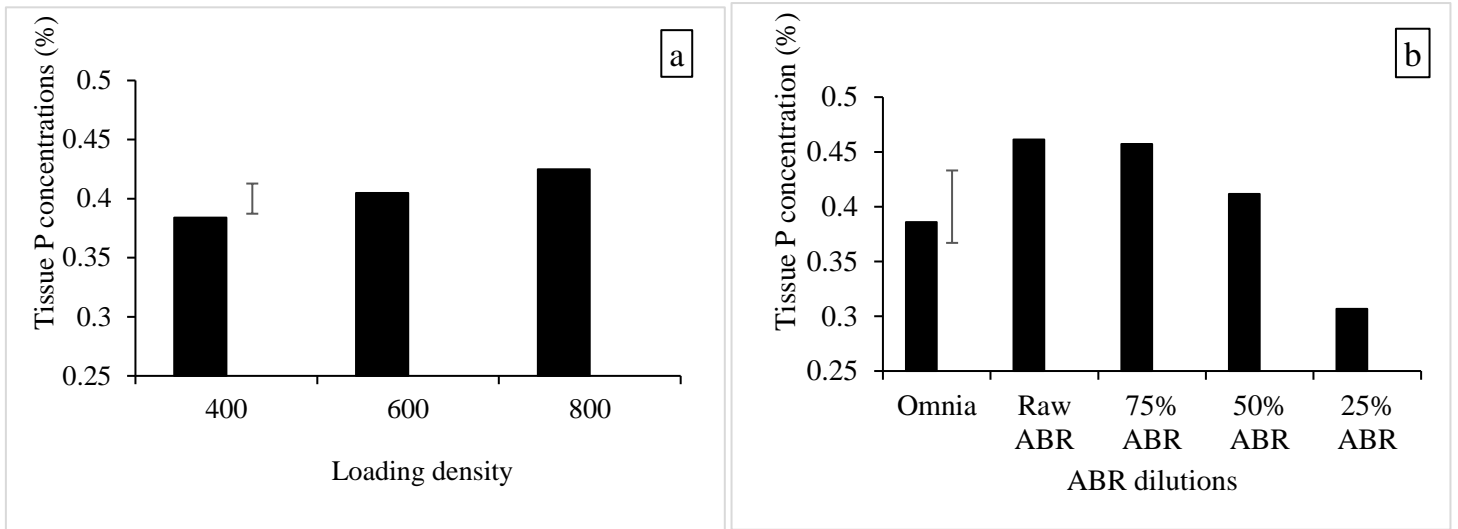 a
Tissue P concentrations (%)
0.5
0.45
0.4
0.35
0.3
0.25
400 600 800
Loading density
b
Tissue P concentration (%)
0.5
0.45
0.4
0.35
0.3
0.25
Omnia Raw 75% 50% 25%
ABR ABR ABR ABR
ABR dilutions